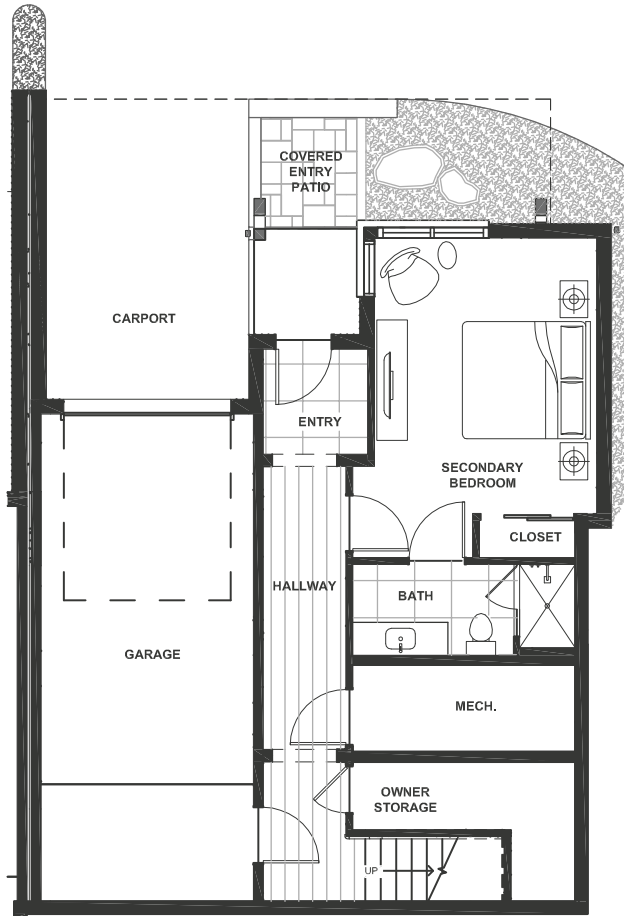 COVERED
ENTRY
PATIO
CARPORT
ENTRY
SECONDARY
BEDROOM
CLOSET
HALLWAY
BATH
GARAGE
MECH.
OWNER
STORAGE
UP